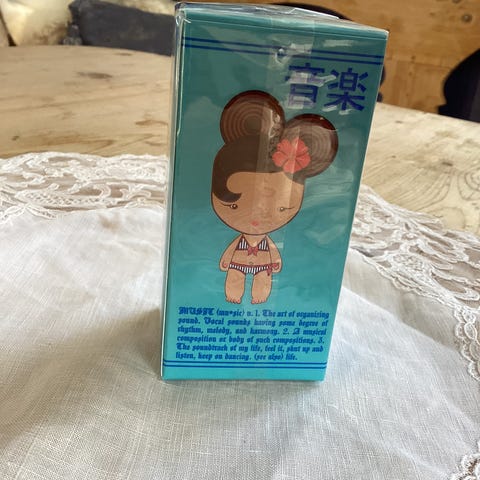 音楽
MUSIC (mu•sic) n. 1. The art of organizing
sound. Vocal sounds having some degree of
rhythm, melody, and harmony. 2. A musical
composition or body of such compositions. 3.
The soundtrack of my life, feel it, shut up and
listen, keep on dancing. (see also) life.